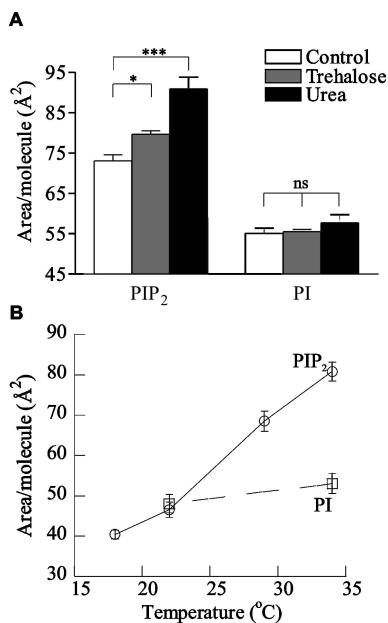 A
***
*
Control
Trehalose
Urea
ns
Area/molecule (Å²)
95
85
75
65
55
45
PIP₂
PI
B
PIP₂
PI
Area/molecule (Å²)
90
80
70
60
50
40
30
15
20
25
30
35
Temperature (°C)